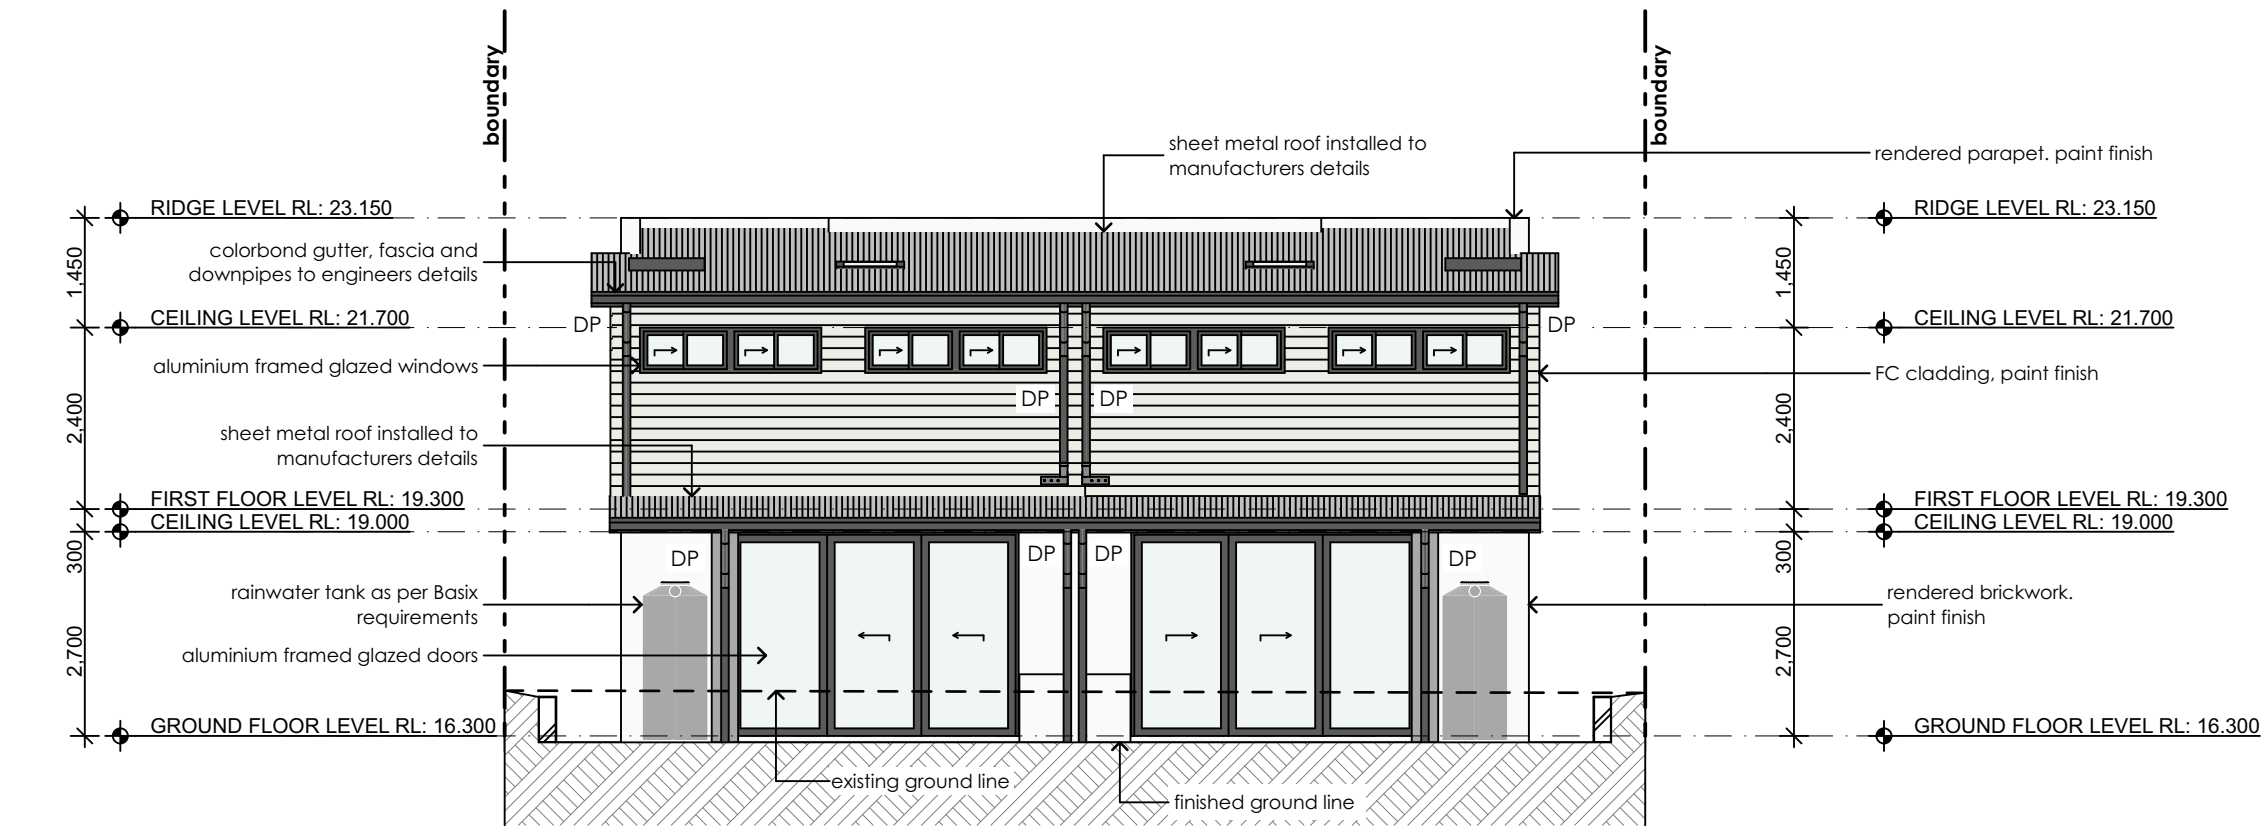 boundary
boundary
sheet metal roof installed to
manufacturers details
rendered parapet. paint finish
RIDGE LEVEL RL: 23.150
RIDGE LEVEL RL: 23.150
colorbond gutter, fascia and
downpipes to engineers details
1,450
1,450
CEILING LEVEL RL: 21.700
DP
DP
CEILING LEVEL RL: 21.700
aluminium framed glazed windows
FC cladding, paint finish
DP
DP
2,400
2,400
sheet metal roof installed to
manufacturers details
FIRST FLOOR LEVEL RL: 19.300
FIRST FLOOR LEVEL RL: 19.300
CEILING LEVEL RL: 19.000
CEILING LEVEL RL: 19.000
300
DP
DP
DP
DP
300
rainwater tank as per Basix
requirements
rendered brickwork.
paint finish
2,700
2,700
aluminium framed glazed doors
GROUND FLOOR LEVEL RL: 16.300
GROUND FLOOR LEVEL RL: 16.300
existing ground line
finished ground line